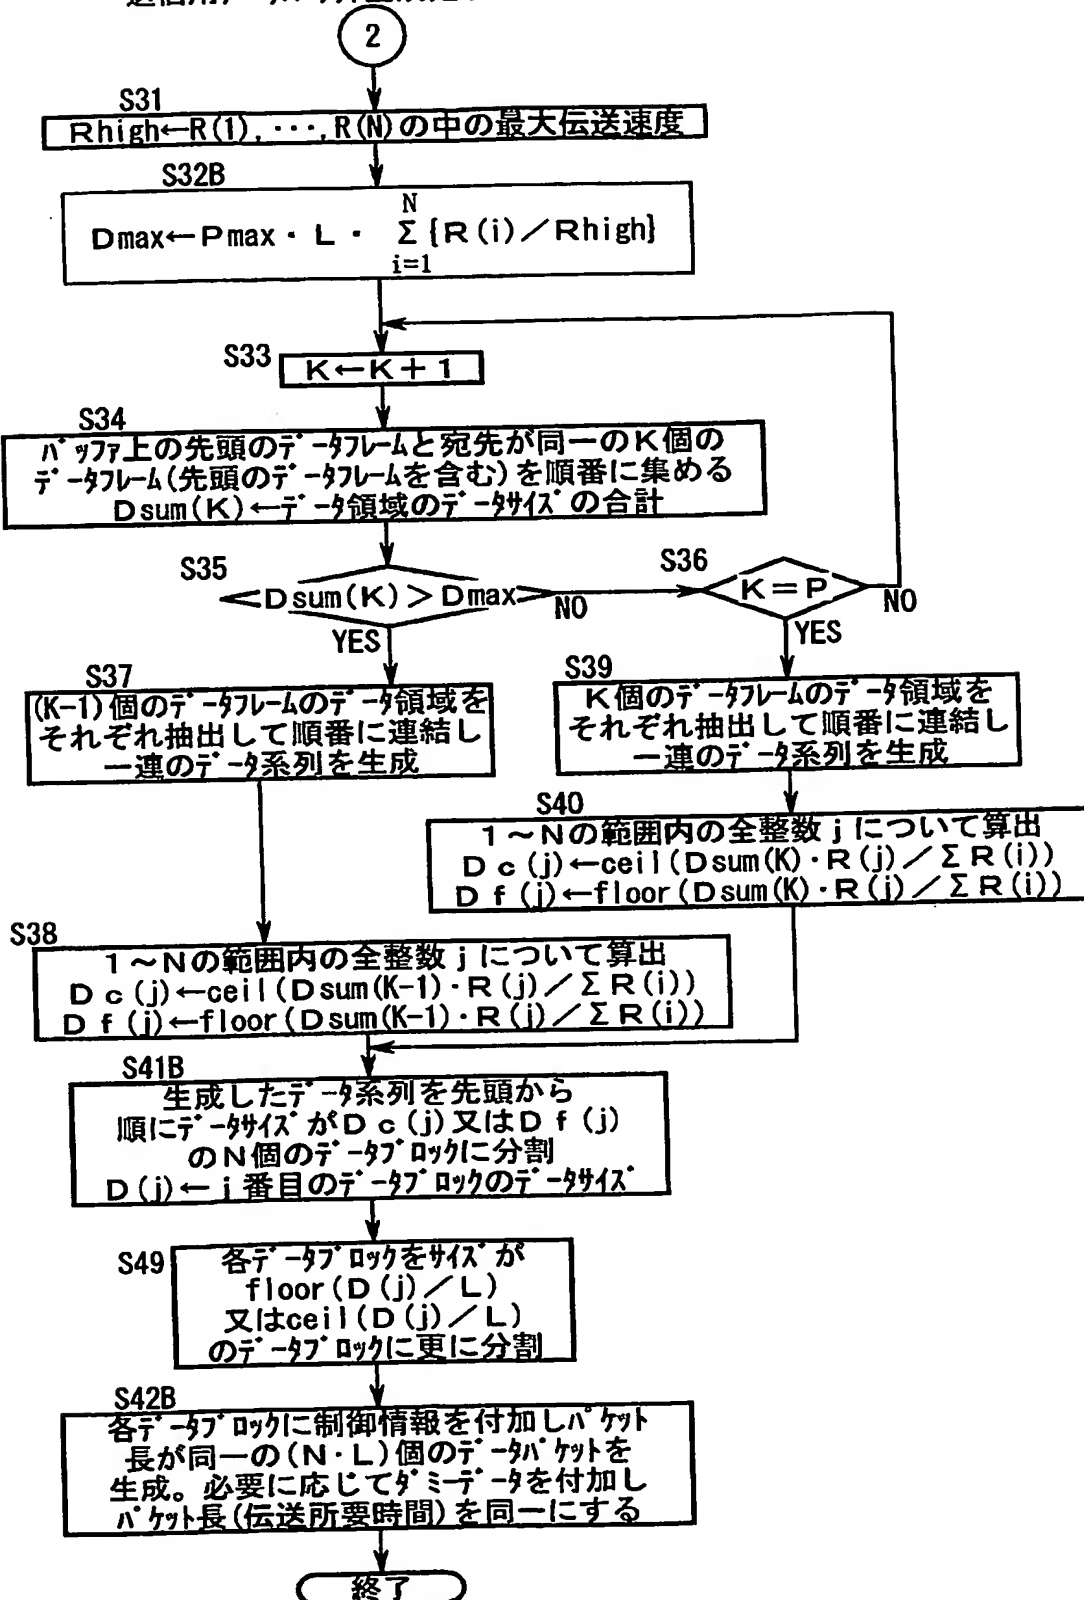 2
S31
Rhigh←R(1),···,R(N)の中の最大伝送速度
S32B
Dmax←Pmax・L・ N Σ i=1 {R(i)／Rhigh}
S33
K←K＋1
S34
バッファ上の先頭のデータフレームと宛先が同一のK個の
データフレーム(先頭のデータフレームを含む)を順番に集める
Dsum(K)←データ領域のデータサイズの合計
S35
Dsum(K)＞Dmax
NO
YES
S36
K＝P
NO
YES
S37
(K-1)個のデータフレームのデータ領域を
それぞれ抽出して順番に連結し
一連のデータ系列を生成
S39
K個のデータフレームのデータ領域を
それぞれ抽出して順番に連結し
一連のデータ系列を生成
S40
1～Nの範囲内の全整数jについて算出
Dc(j)←ceil(Dsum(K)・R(j)／ΣR(i))
Df(j)←floor(Dsum(K)・R(j)／ΣR(i))
S38
1～Nの範囲内の全整数jについて算出
Dc(j)←ceil(Dsum(K-1)・R(j)／ΣR(i))
Df(j)←floor(Dsum(K-1)・R(j)／ΣR(i))
S41B
生成したデータ系列を先頭から
順にデータサイズがDc(j)又はDf(j)
のN個のデータブロックに分割
D(j)←j番目のデータブロックのデータサイズ
S49
各データブロックをサイズが
floor(D(j)／L)
又はceil(D(j)／L)
のデータブロックに更に分割
S42B
各データブロックに制御情報を付加しパケット
長が同一の(N・L)個のデータパケットを
生成。必要に応じてダミーデータを付加し
パケット長(伝送所要時間)を同一にする
終了